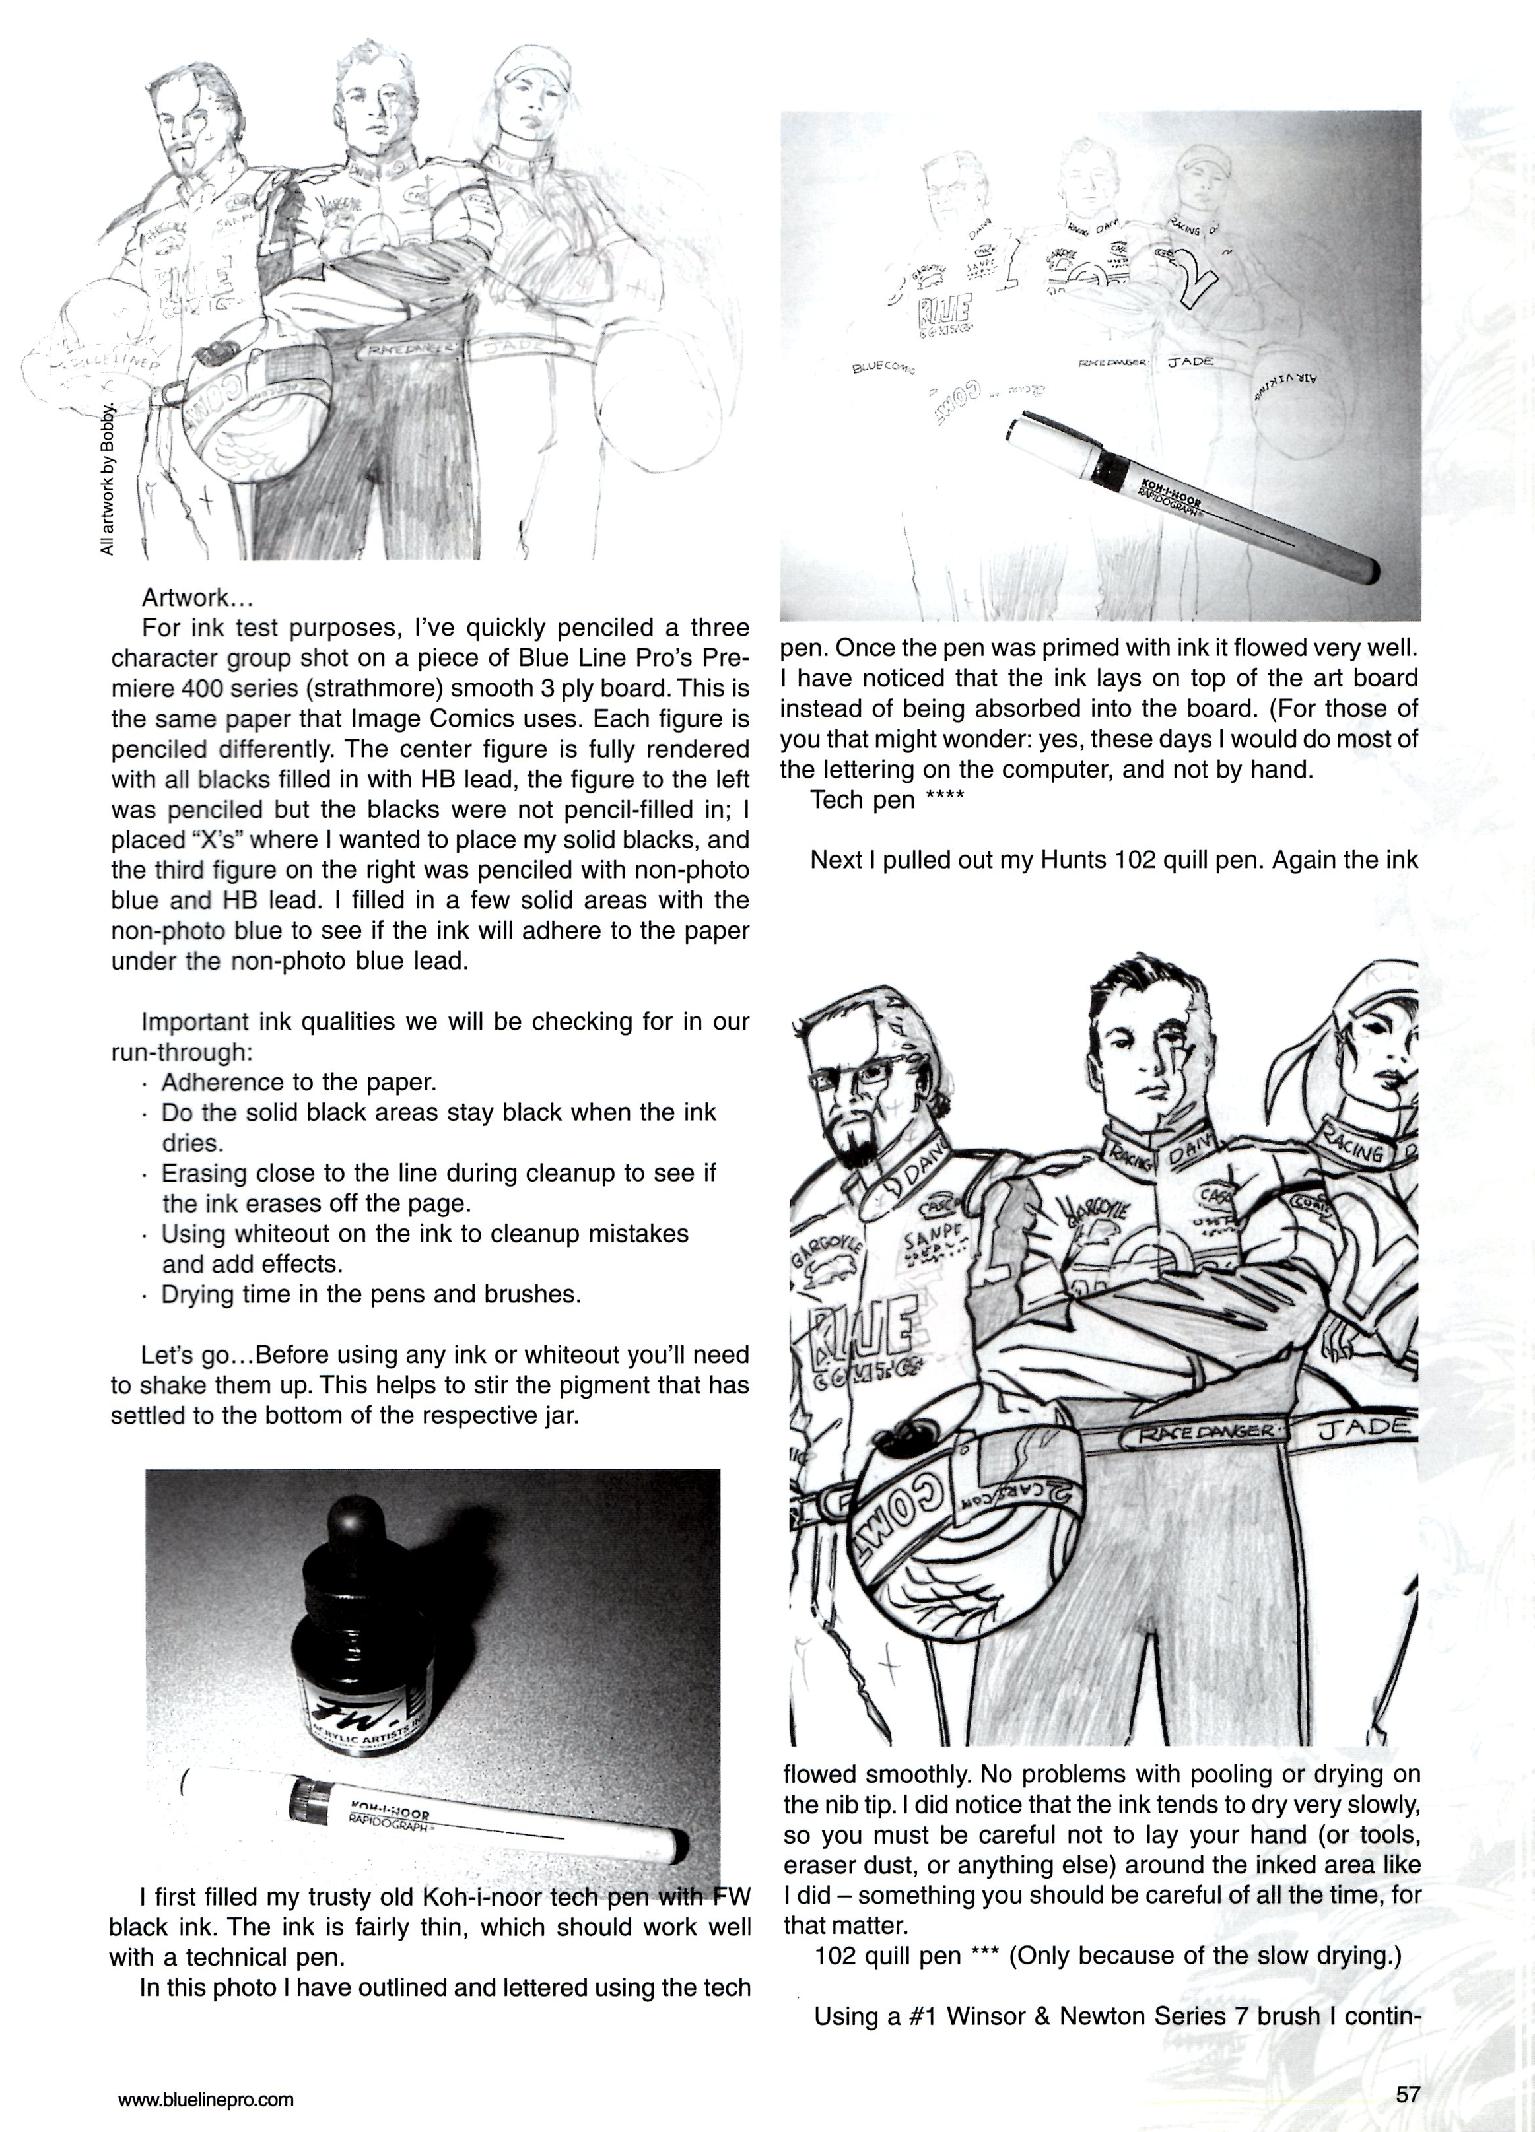 All artwork by Bobby.
Artwork...
For ink test purposes, I've quickly penciled a three
character group shot on a piece of Blue Line Pro's Pre-
miere 400 series (strathmore) smooth 3 ply board. This is
the same paper that Image Comics uses. Each figure is
penciled differently. The center figure is fully rendered
with all blacks filled in with HB lead, the figure to the left
was penciled but the blacks were not pencil-filled in; I
placed “X's” where I wanted to place my solid blacks, and
the third figure on the right was penciled with non-photo
blue and HB lead. I filled in a few solid areas with the
non-photo blue to see if the ink will adhere to the paper
under the non-photo blue lead.
Important ink qualities we will be checking for in our
run-through:
· Adherence to the paper.
· Do the solid black areas stay black when the ink
dries.
· Erasing close to the line during cleanup to see if
the ink erases off the page.
· Using whiteout on the ink to cleanup mistakes
and add effects.
· Drying time in the pens and brushes.
Let's go...Before using any ink or whiteout you'll need
to shake them up. This helps to stir the pigment that has
settled to the bottom of the respective jar.
FW
ACRYLIC ARTISTS INK
KOH-I-NOOR
RAPIDOGRAPH
I first filled my trusty old Koh-i-noor tech pen with FW
black ink. The ink is fairly thin, which should work well
with a technical pen.
In this photo I have outlined and lettered using the tech
RACING
GARGOYLE
SANPE
BLUE
BLUECOMIC
RACE DANGER
JADE
AIR VIKING
2
KOH-I-NOOR
RAPIDOGRAPH
pen. Once the pen was primed with ink it flowed very well.
I have noticed that the ink lays on top of the art board
instead of being absorbed into the board. (For those of
you that might wonder: yes, these days I would do most of
the lettering on the computer, and not by hand.
Tech pen ****
Next I pulled out my Hunts 102 quill pen. Again the ink
RACING
RACING
GARGOYLE
GARGOYLE
SANPE
BLUE
RACE DANGER
JADE
flowed smoothly. No problems with pooling or drying on
the nib tip. I did notice that the ink tends to dry very slowly,
so you must be careful not to lay your hand (or tools,
eraser dust, or anything else) around the inked area like
I did – something you should be careful of all the time, for
that matter.
102 quill pen *** (Only because of the slow drying.)
Using a #1 Winsor & Newton Series 7 brush I contin-
www.bluelinepro.com
57